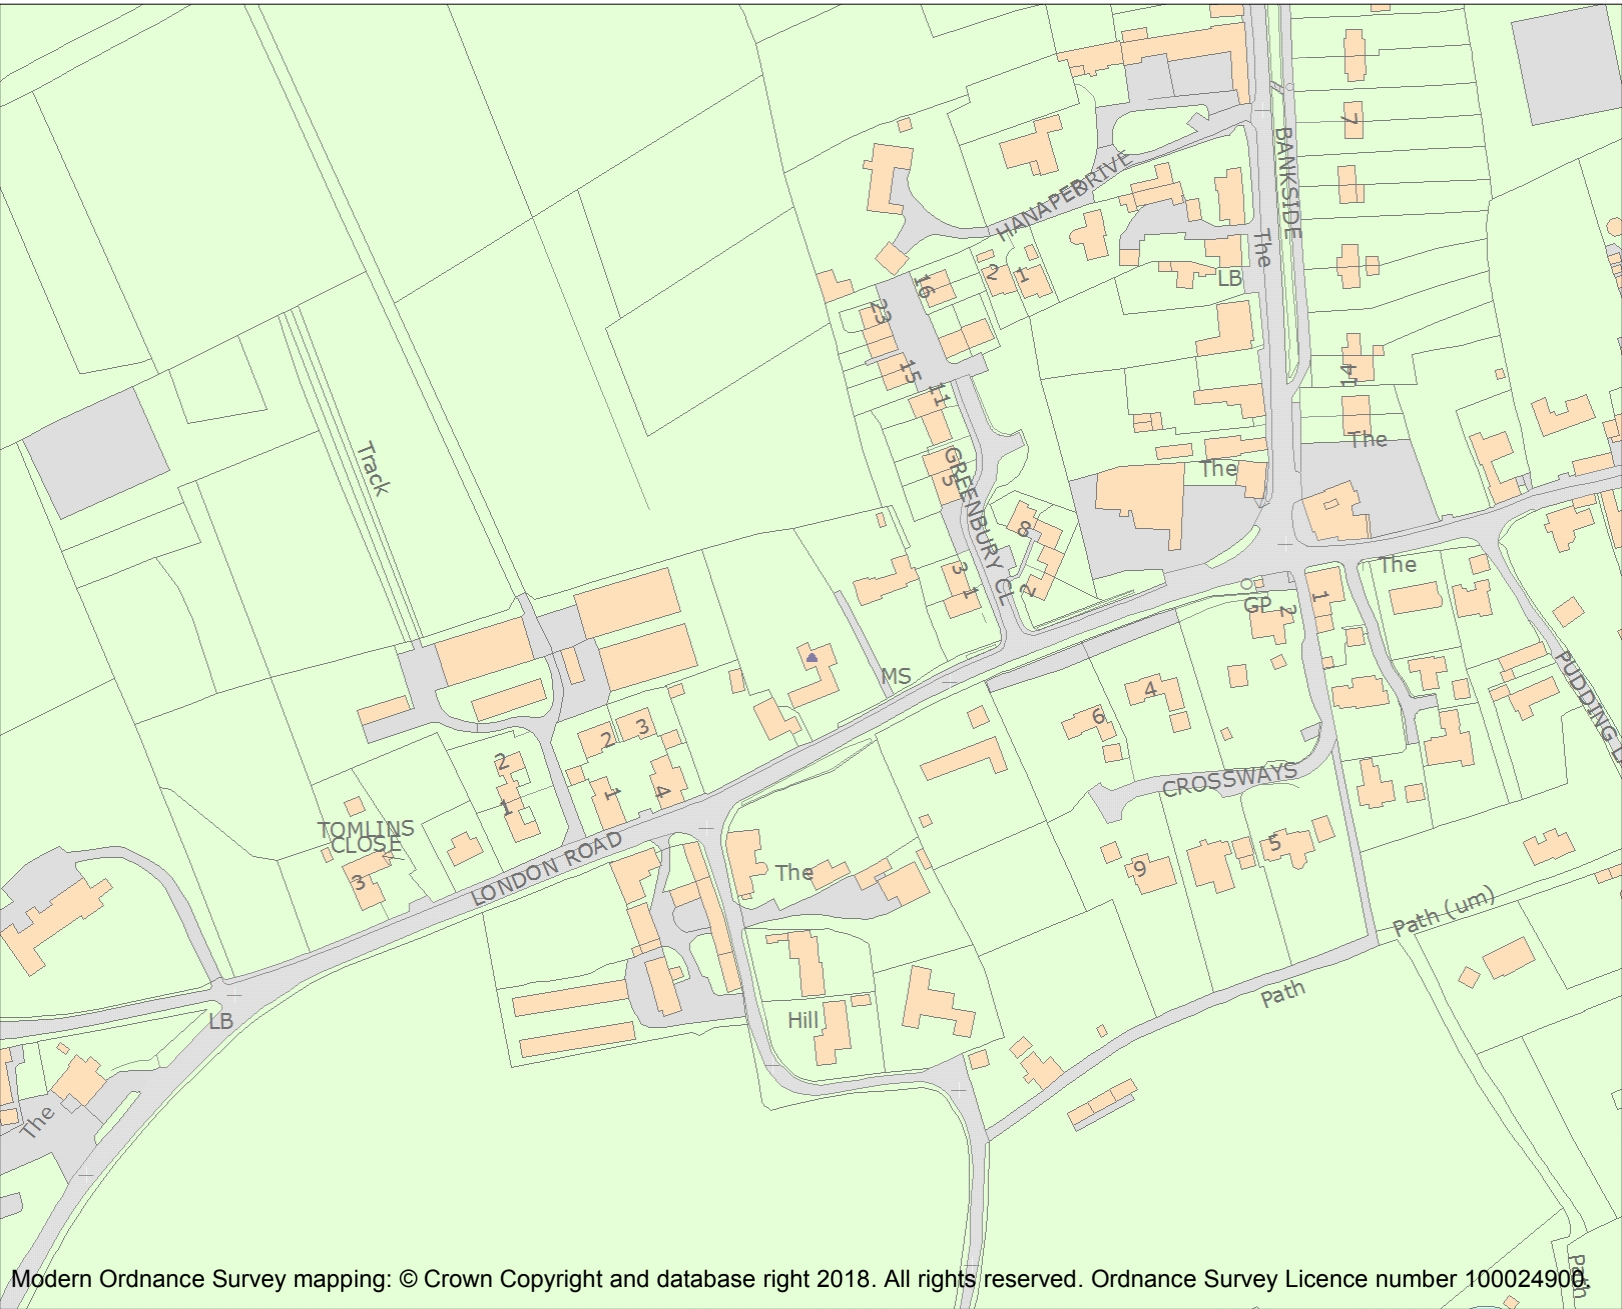 7
BANKSIDE
HANAPER DRIVE
The
2
1
LB
16
23
15
11
14
The
The
Track
GREENBURY CL
5
8
3
1
2
The
GP
2
1
MS
4
6
PUDDING L
2
3
2
1
1
4
CROSSWAYS
TOMLINS
CLOSE
3
LONDON ROAD
The
5
9
Path (um)
Path
Hill
LB
The
Path
Modern Ordnance Survey mapping: © Crown Copyright and database right 2018. All rights reserved. Ordnance Survey Licence number 100024900.